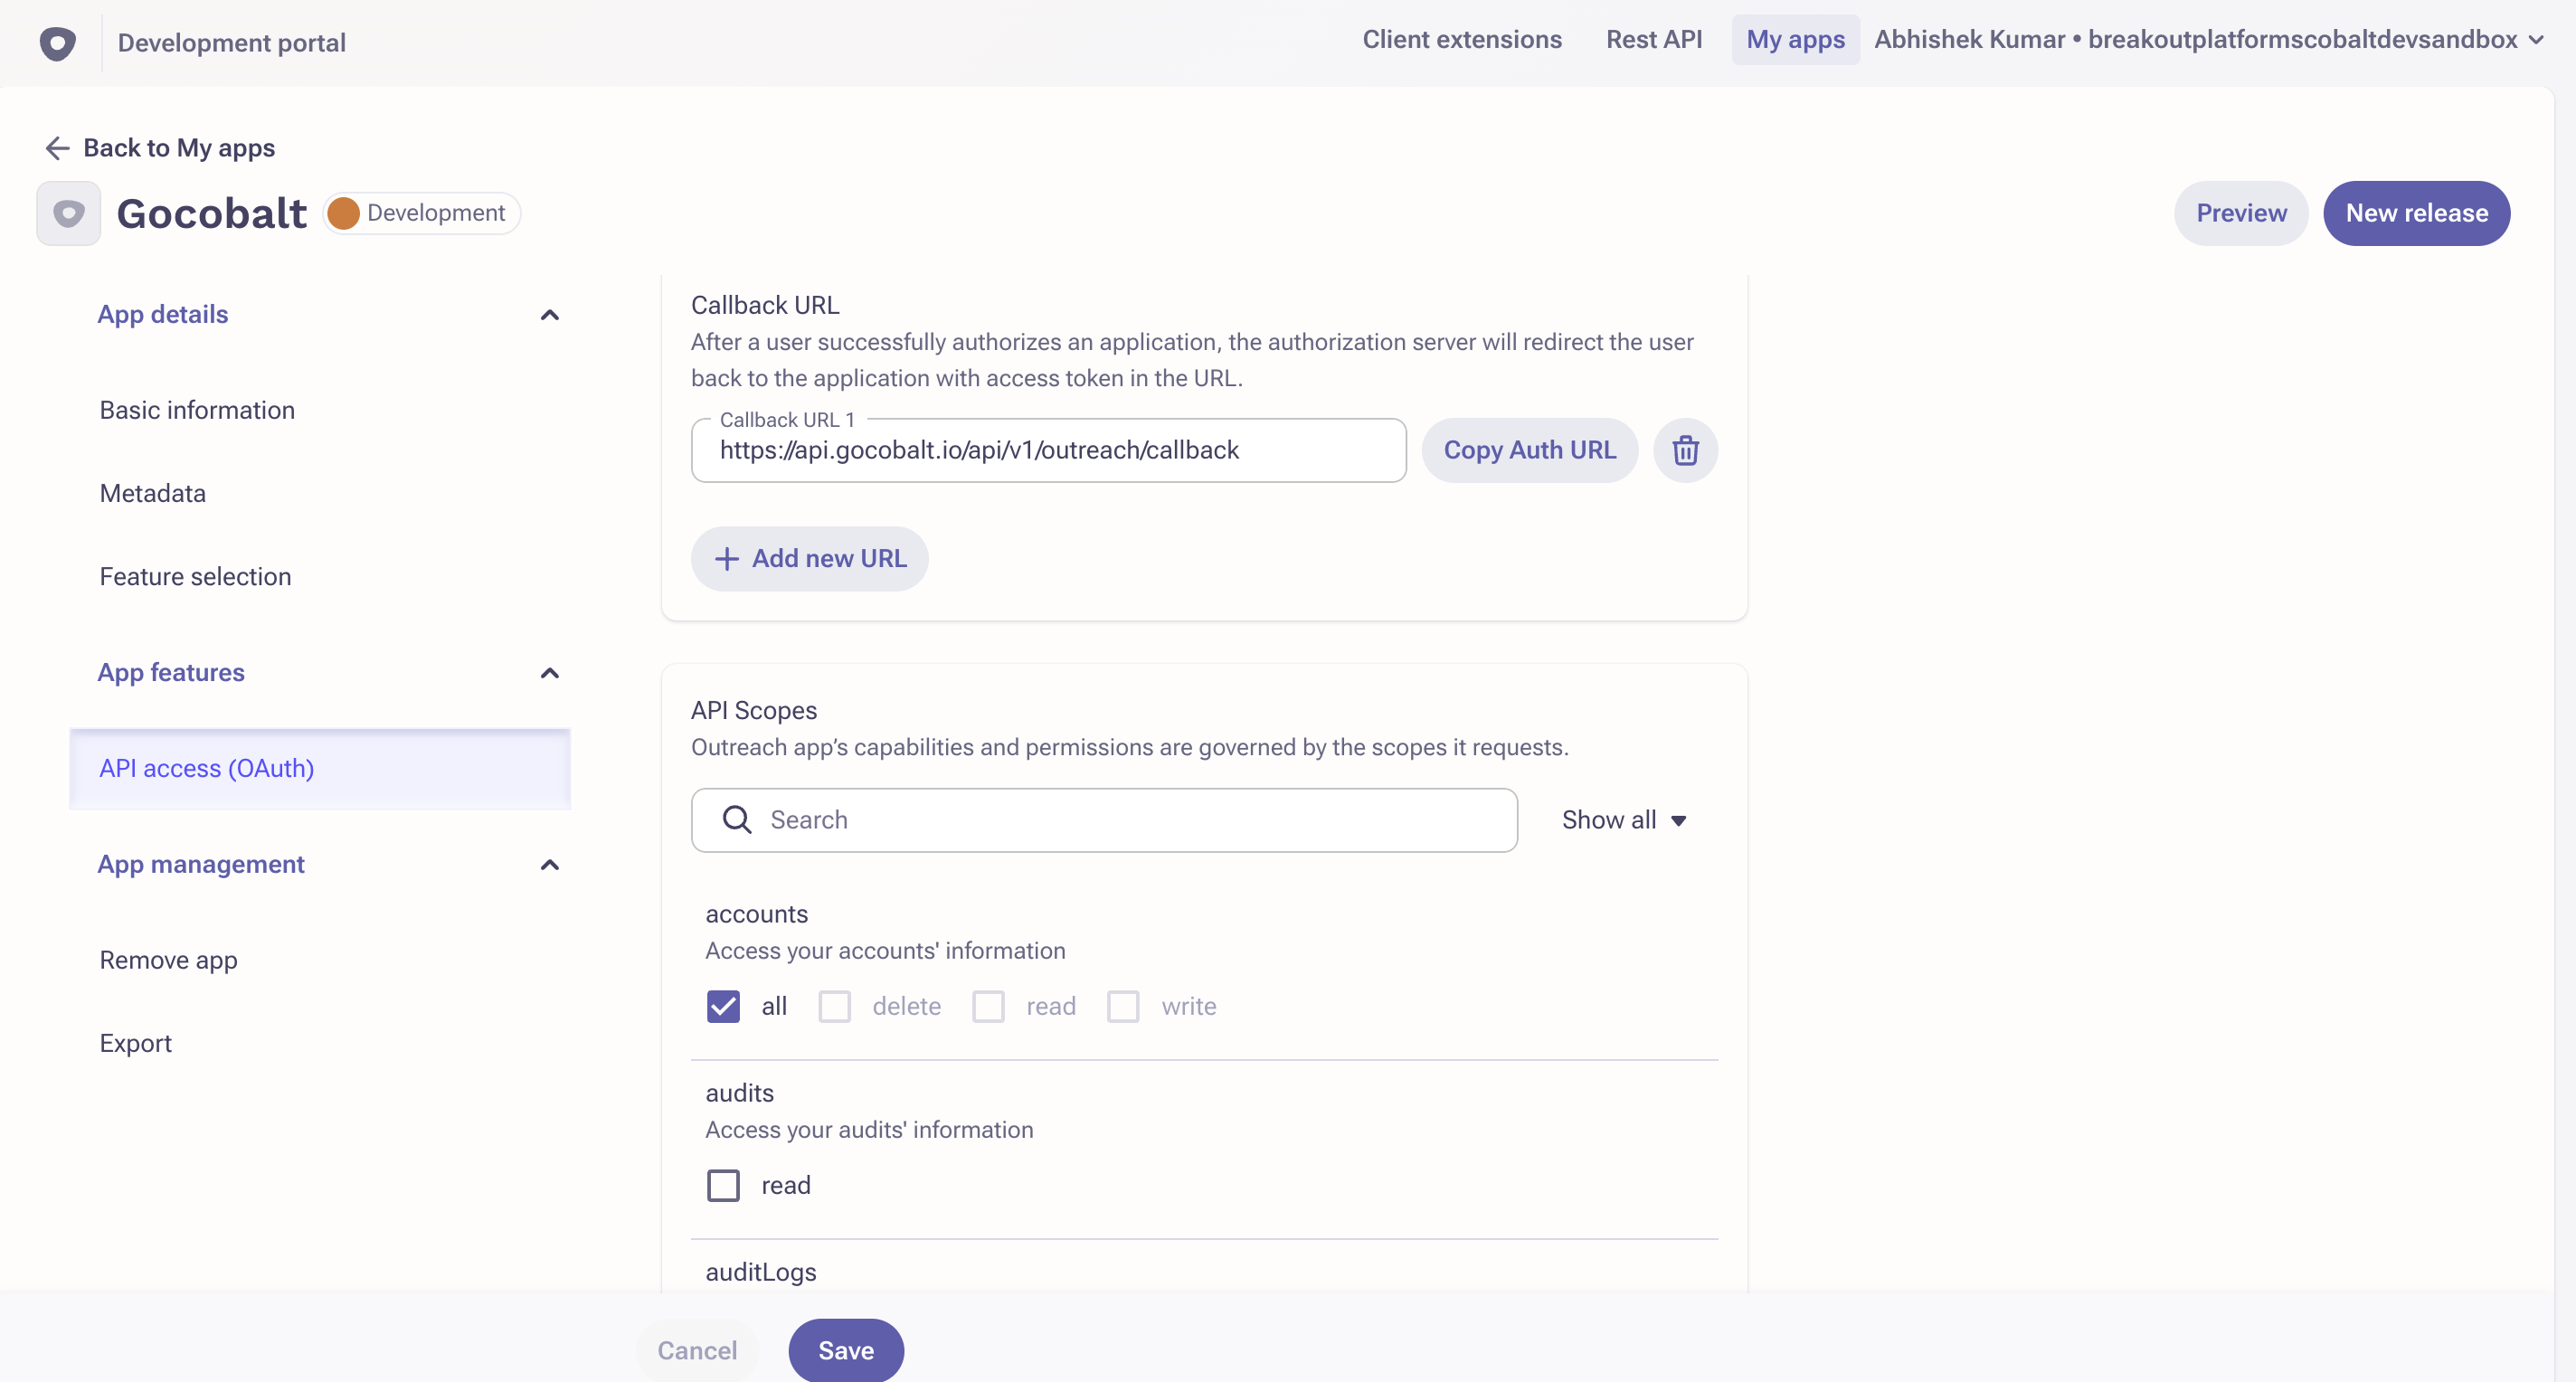 Development portal
Client extensions
Rest API
My apps
Abhishek Kumar • breakoutplatformscobaltdevsandbox
Back to My apps
Gocobalt
Development
Preview
New release
App details
Basic information
Metadata
Feature selection
App features
API access (OAuth)
App management
Remove app
Export
Callback URL
After a user successfully authorizes an application, the authorization server will redirect the user
back to the application with access token in the URL.
Callback URL 1
https://api.gocobalt.io/api/v1/outreach/callback
Copy Auth URL
Add new URL
API Scopes
Outreach app’s capabilities and permissions are governed by the scopes it requests.
Search
Show all
accounts
Access your accounts' information
all delete read write
audits
Access your audits' information
read
auditLogs
Cancel
Save